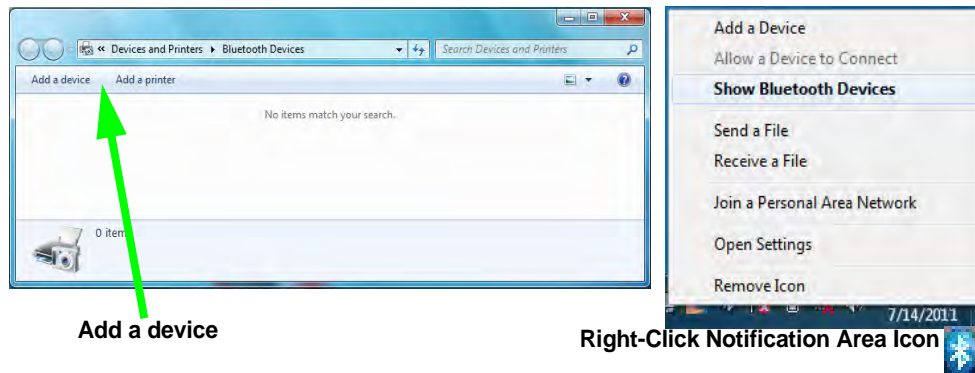 « Devices and Printers ▸ Bluetooth Devices
Search Devices and Printers
Add a device Add a printer
No items match your search.
0 item
Add a device
Add a Device
Allow a Device to Connect
Show Bluetooth Devices
Send a File
Receive a File
Join a Personal Area Network
Open Settings
Remove Icon
7/14/2011
Right-Click Notification Area Icon